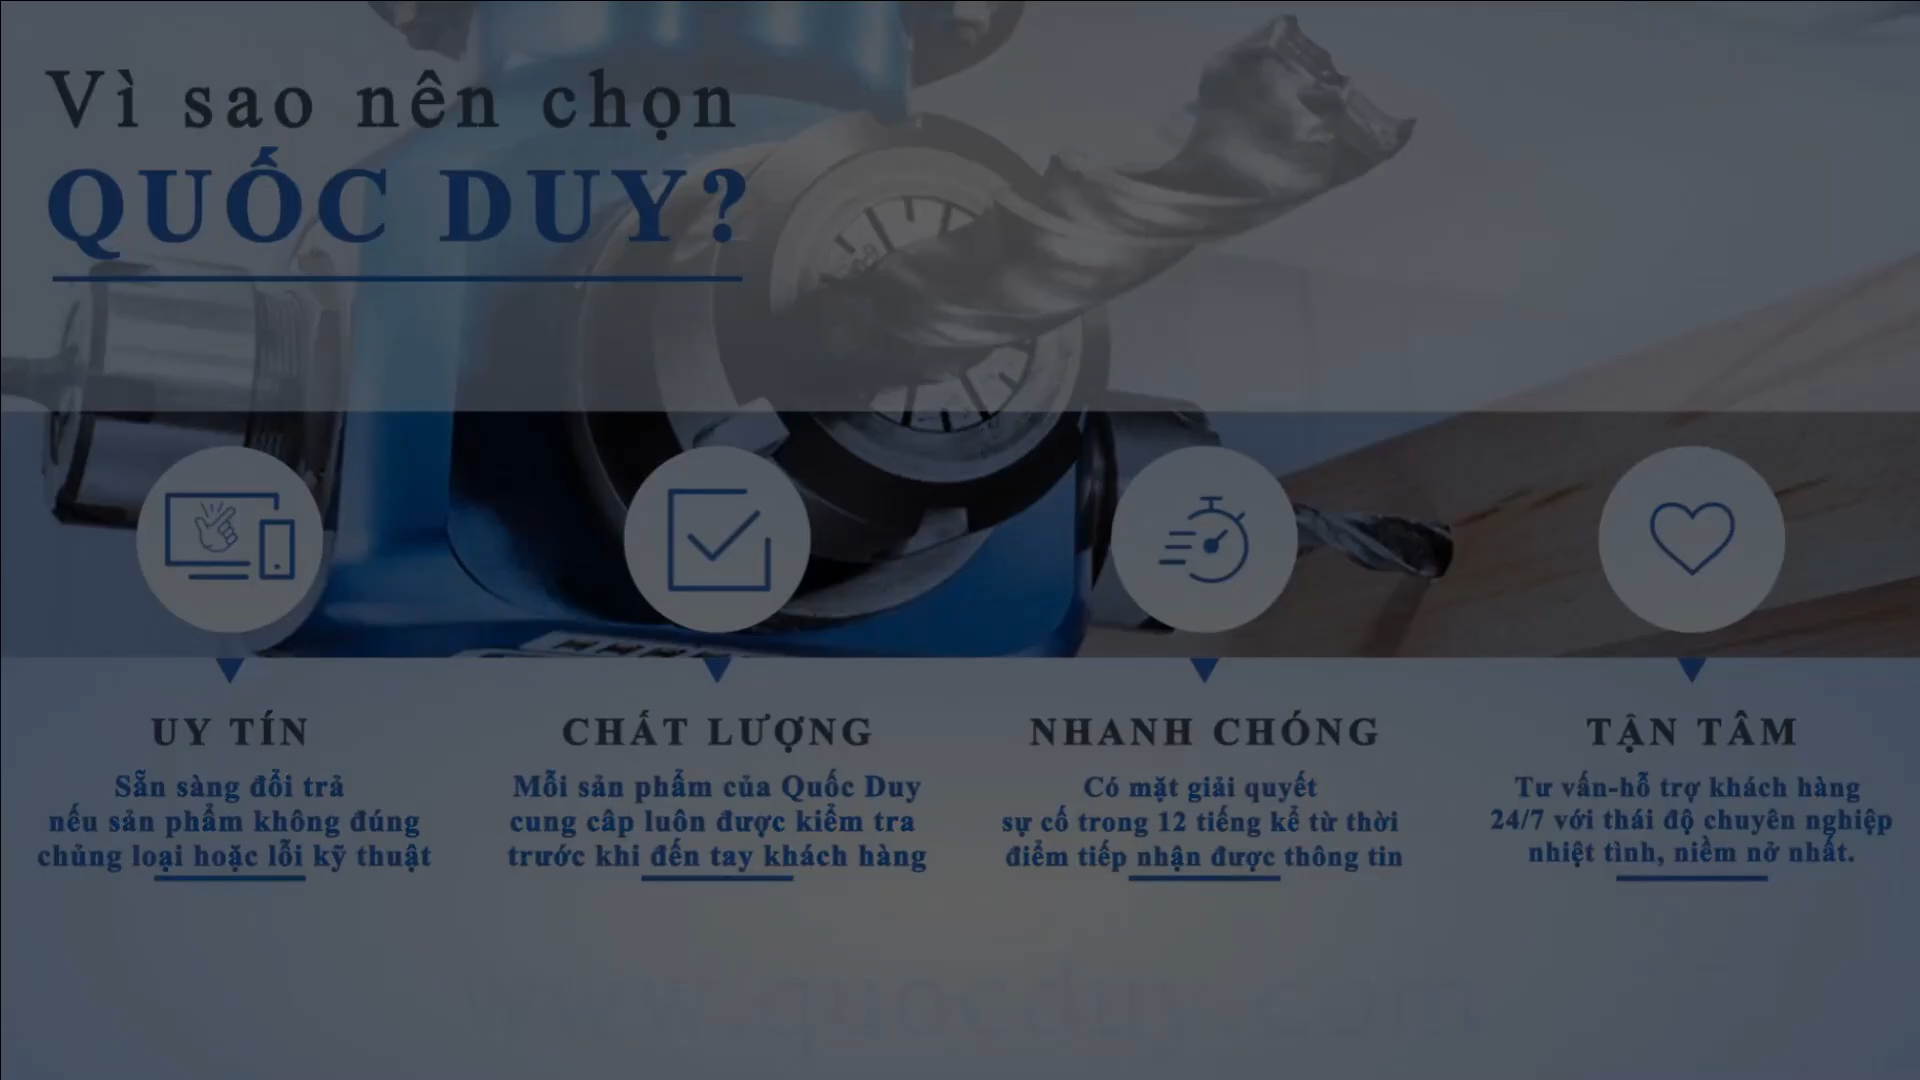 Vì sao nên chọn
QUỐC DUY?
UY TÍN
Sẵn sàng đổi trả
nếu sản phẩm không đúng
chủng loại hoặc lỗi kỹ thuật
CHẤT LƯỢNG
Mỗi sản phẩm của Quốc Duy
cung câp luôn được kiểm tra
trước khi đến tay khách hàng
NHANH CHÓNG
Có mặt giải quyết
sự cố trong 12 tiếng kể từ thời
điểm tiếp nhận được thông tin
TẬN TÂM
Tư vấn-hỗ trợ khách hàng
24/7 với thái độ chuyên nghiệp
nhiệt tình, niềm nở nhất.
www.quocduy.com